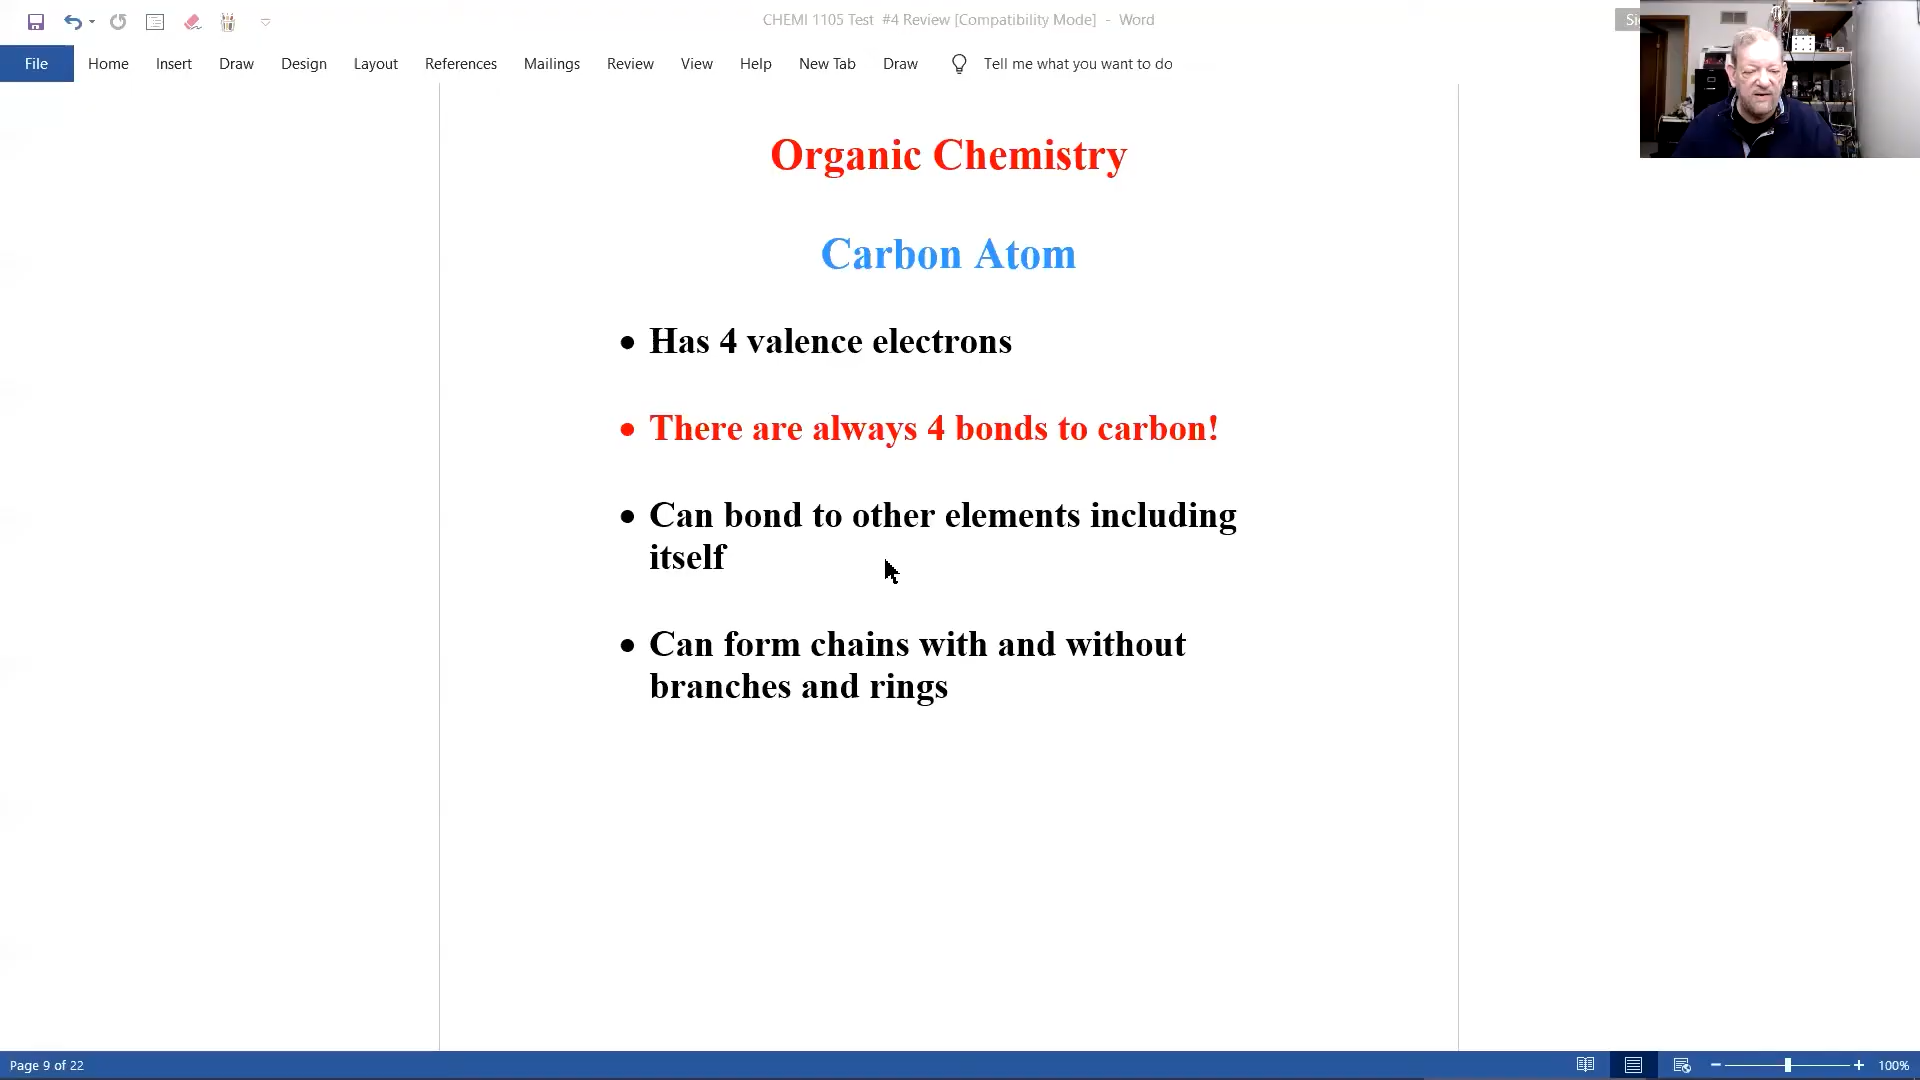 CHEMI 1105 Test  #4 Review [Compatibility Mode]  -  Word
Si
File Home Insert Draw Design Layout References Mailings Review View Help New Tab Draw Tell me what you want to do
Organic Chemistry
Carbon Atom
• Has 4 valence electrons
• There are always 4 bonds to carbon!
• Can bond to other elements including
itself
• Can form chains with and without
branches and rings
Page 9 of 22
100%